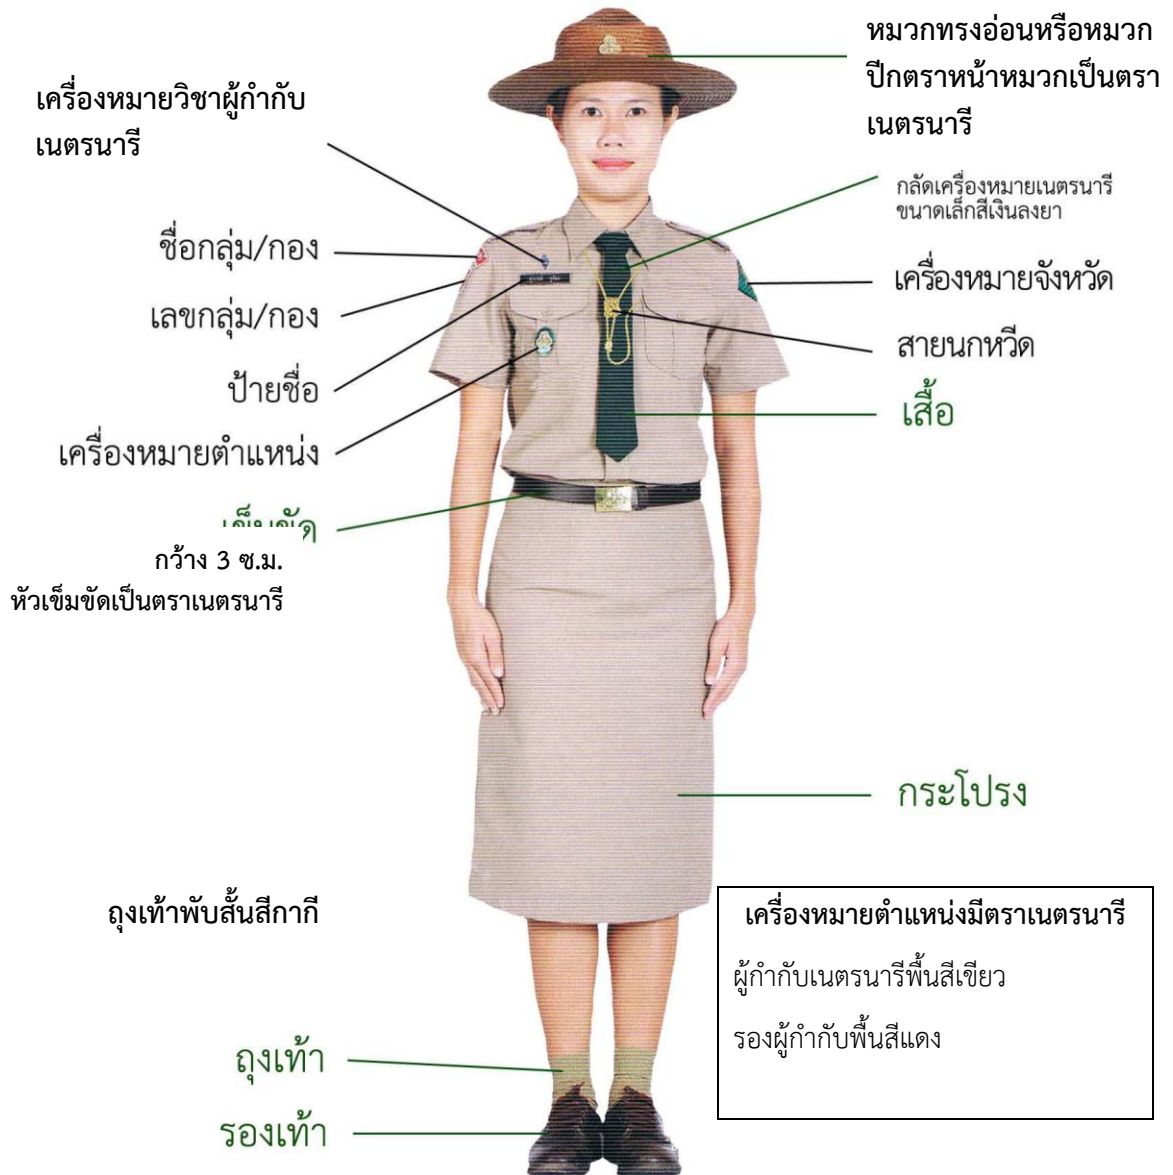 หมวกทรงอ่อนหรือหมวก
ปีกตราหน้าหมวกเป็นตรา
เนตรนารี
เครื่องหมายวิชาผู้กำกับ
เนตรนารี
กลัดเครื่องหมายเนตรนารี
ขนาดเล็กสีเงินลงยา
ชื่อกลุ่ม/กอง
เครื่องหมายจังหวัด
เลขกลุ่ม/กอง
สายนกหวีด
ป้ายชื่อ
เสื้อ
เครื่องหมายตำแหน่ง
เข็มขัด
กว้าง 3 ซ.ม.
หัวเข็มขัดเป็นตราเนตรนารี
กระโปรง
ถุงเท้าพับสั้นสีกากี
เครื่องหมายตำแหน่งมีตราเนตรนารี
ผู้กำกับเนตรนารีพื้นสีเขียว
รองผู้กำกับพื้นสีแดง
ถุงเท้า
รองเท้า